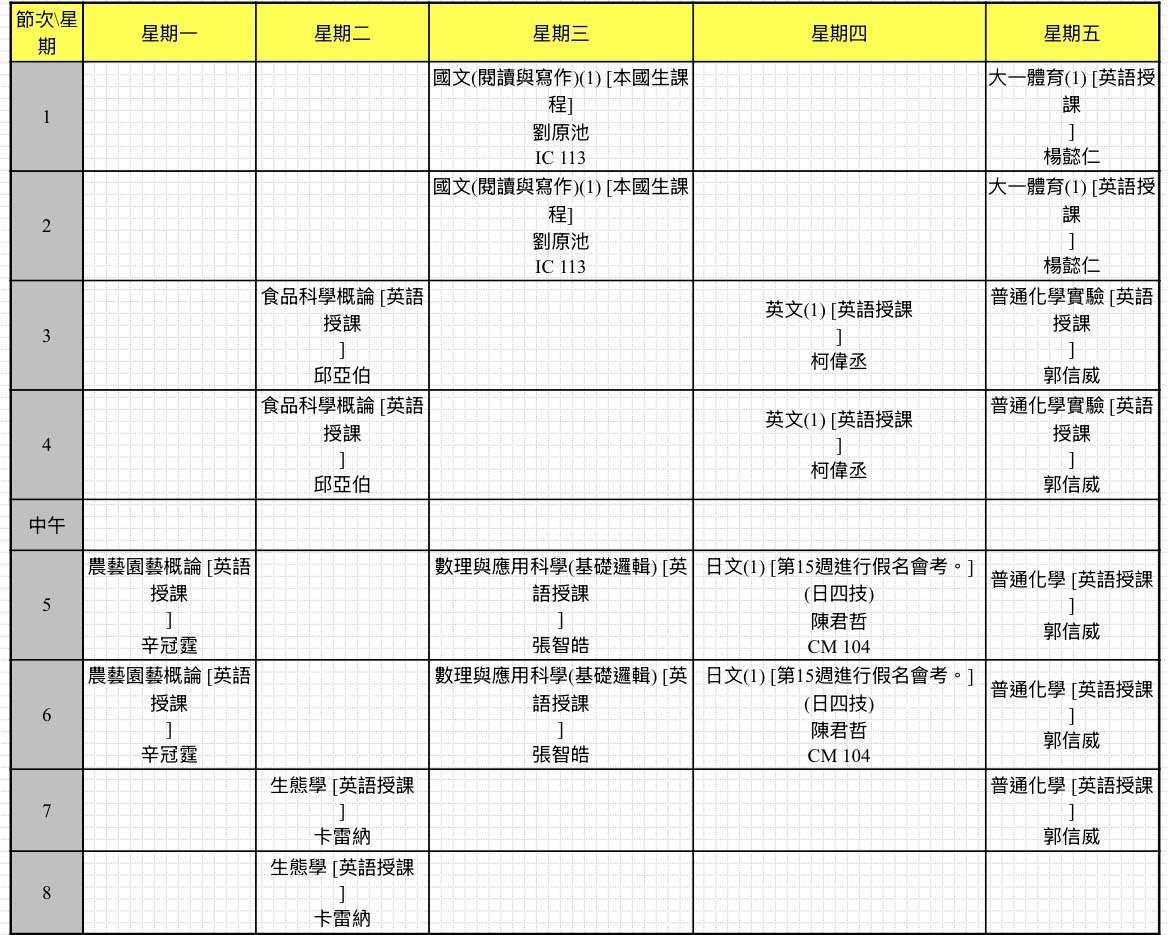 節次\星期
星期一
星期二
星期三
星期四
星期五
1
國文(閱讀與寫作)(1) [本國生課
程]
劉原池
IC 113
大一體育(1) [英語授
課
]
楊懿仁
2
國文(閱讀與寫作)(1) [本國生課
程]
劉原池
IC 113
大一體育(1) [英語授
課
]
楊懿仁
3
食品科學概論 [英語
授課
]
邱亞伯
英文(1) [英語授課
]
柯偉丞
普通化學實驗 [英語
授課
]
郭信威
4
食品科學概論 [英語
授課
]
邱亞伯
英文(1) [英語授課
]
柯偉丞
普通化學實驗 [英語
授課
]
郭信威
中午
5
農藝園藝概論 [英語
授課
]
辛冠霆
數理與應用科學(基礎邏輯) [英
語授課
]
張智皓
日文(1) [第15週進行假名會考。]
(日四技)
陳君哲
CM 104
普通化學 [英語授課
]
郭信威
6
農藝園藝概論 [英語
授課
]
辛冠霆
數理與應用科學(基礎邏輯) [英
語授課
]
張智皓
日文(1) [第15週進行假名會考。]
(日四技)
陳君哲
CM 104
普通化學 [英語授課
]
郭信威
7
生態學 [英語授課
]
卡雷納
普通化學 [英語授課
]
郭信威
8
生態學 [英語授課
]
卡雷納